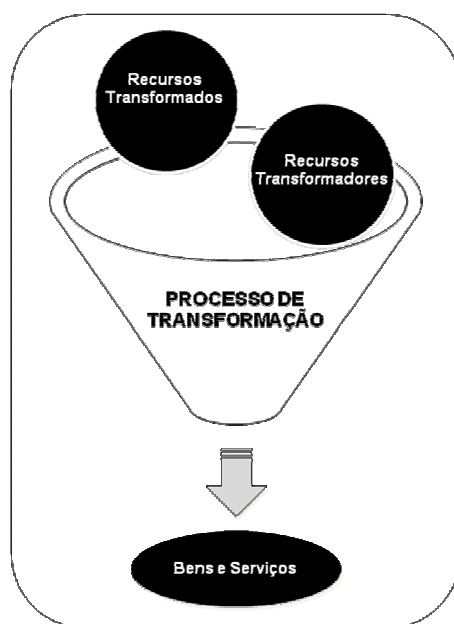 Recursos
Transformados
Recursos
Transformadores
PROCESSO DE
TRANSFORMAÇÃO
Bens e Serviços